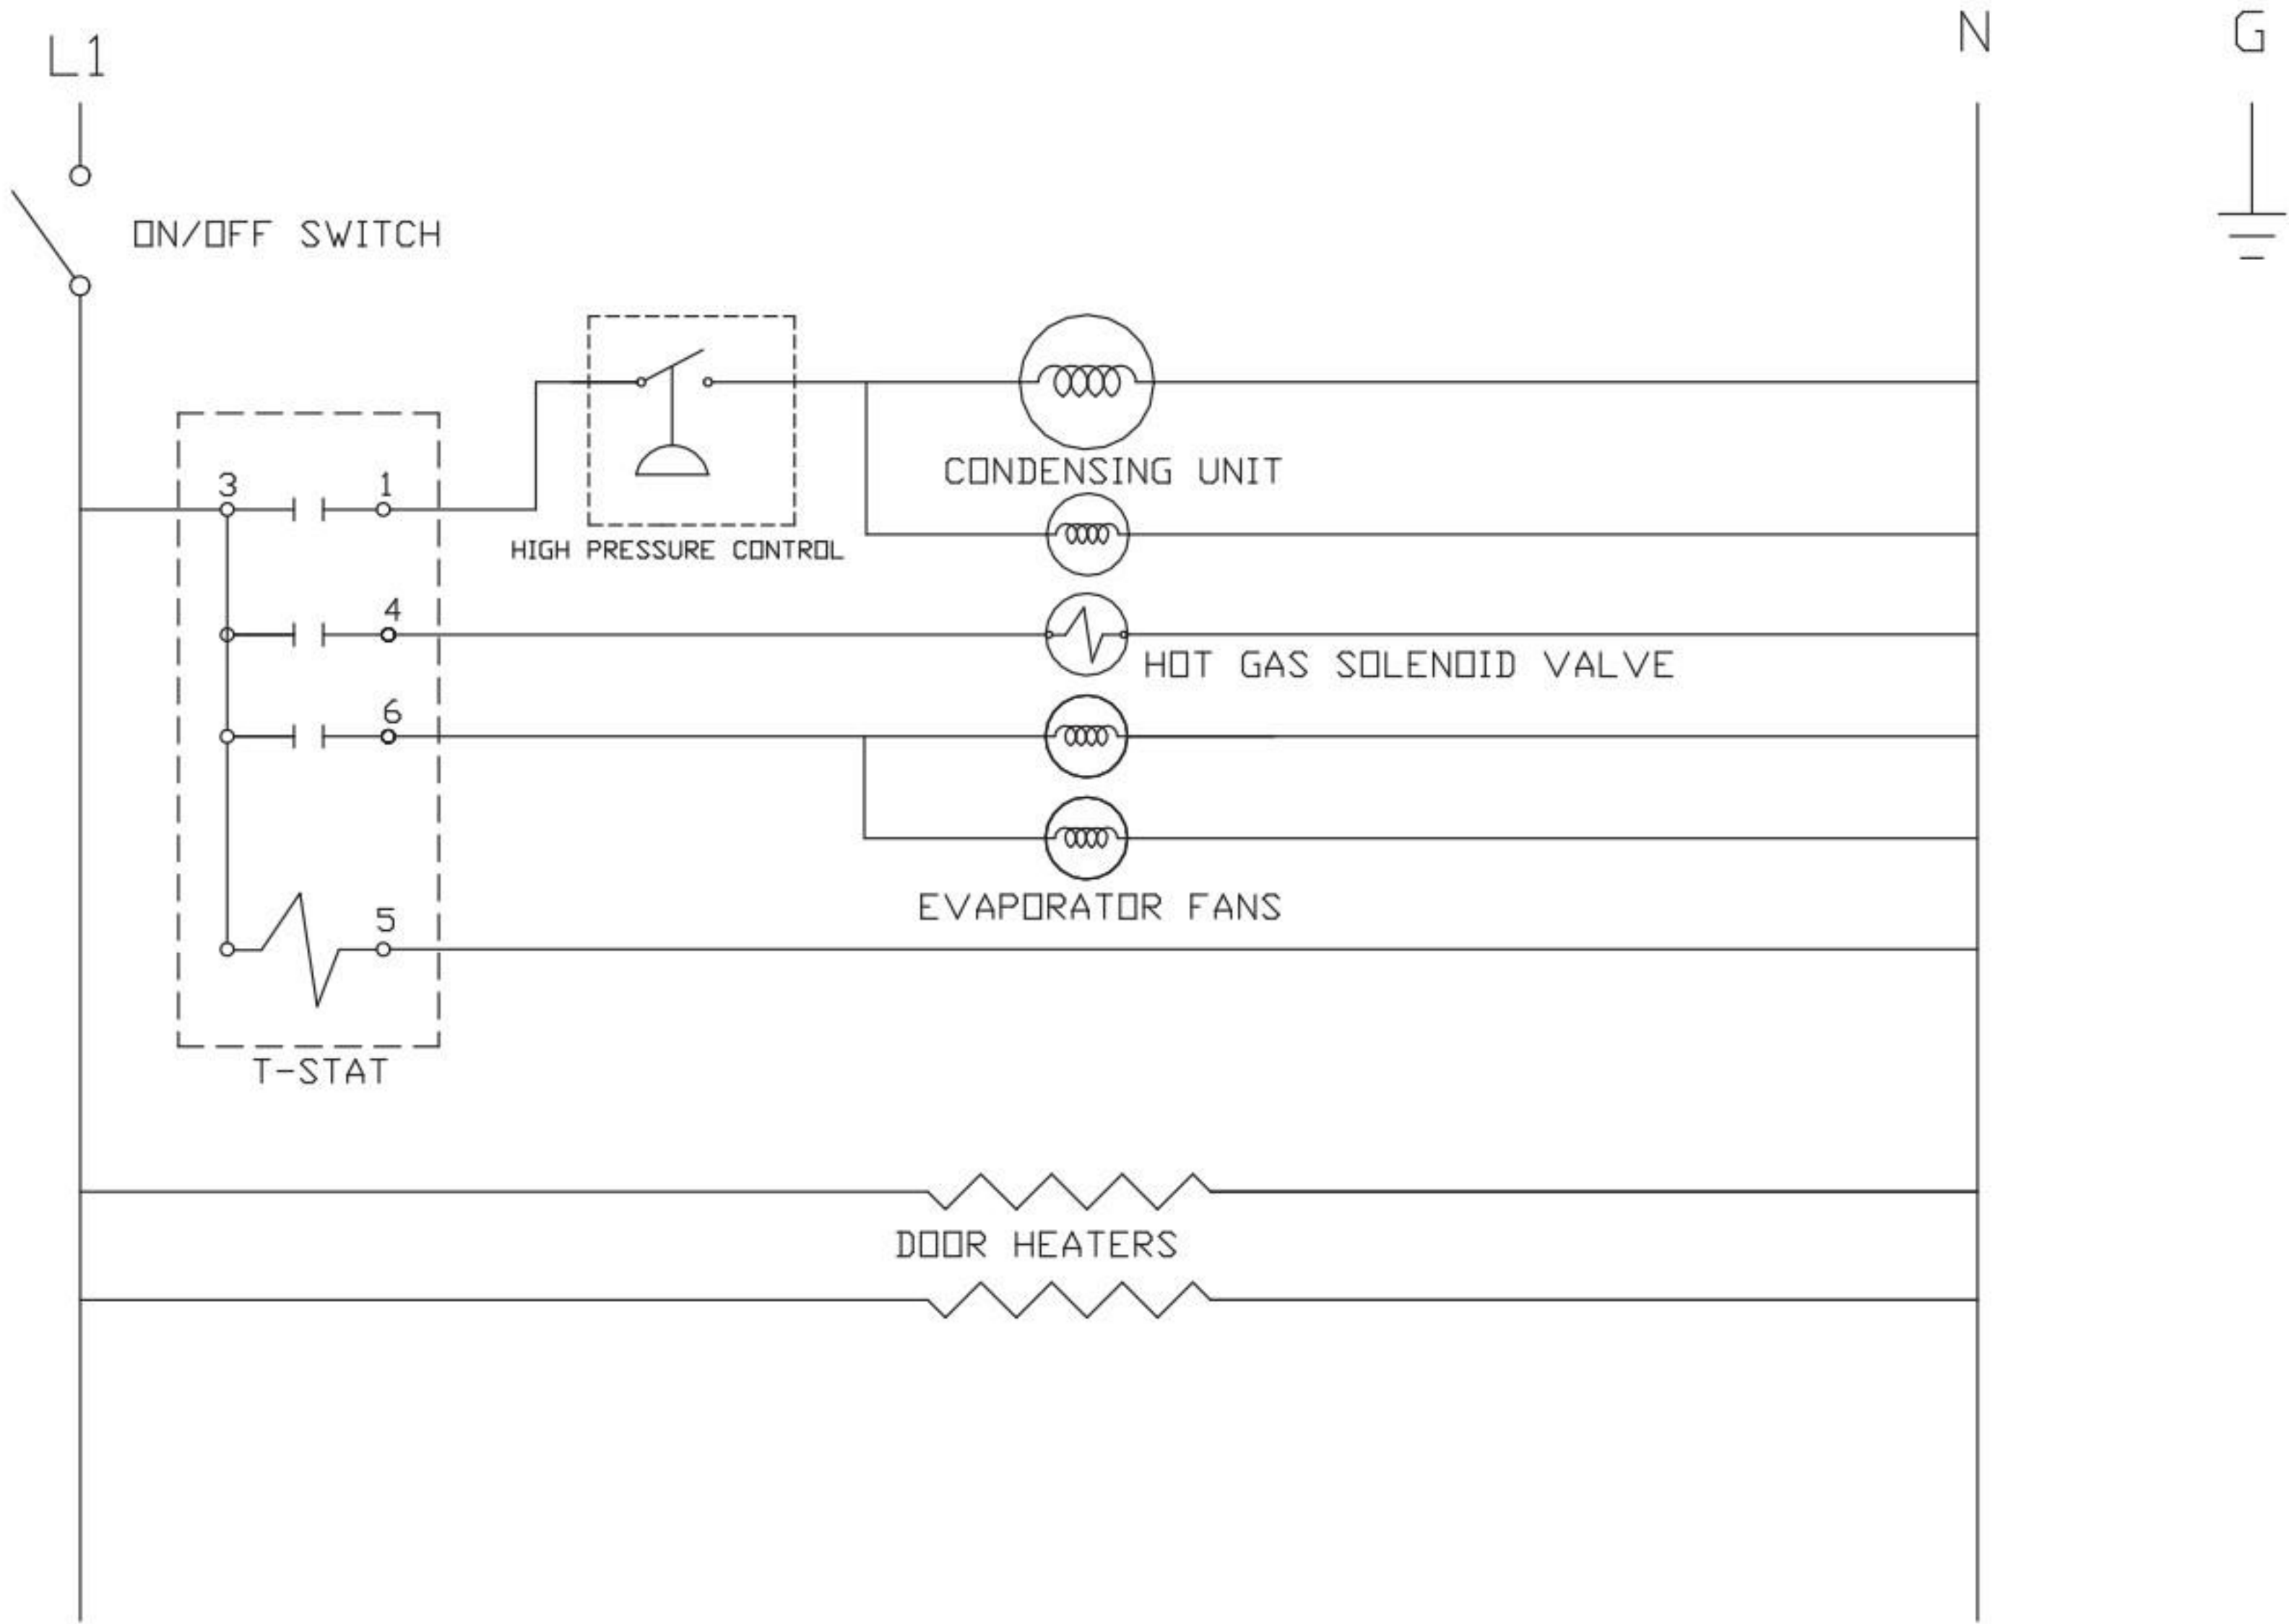 L1
N
G
ON/OFF SWITCH
3
1
CONDENSING UNIT
HIGH PRESSURE CONTROL
4
HOT GAS SOLENOID VALVE
6
EVAPORATOR FANS
5
T-STAT
DOOR HEATERS